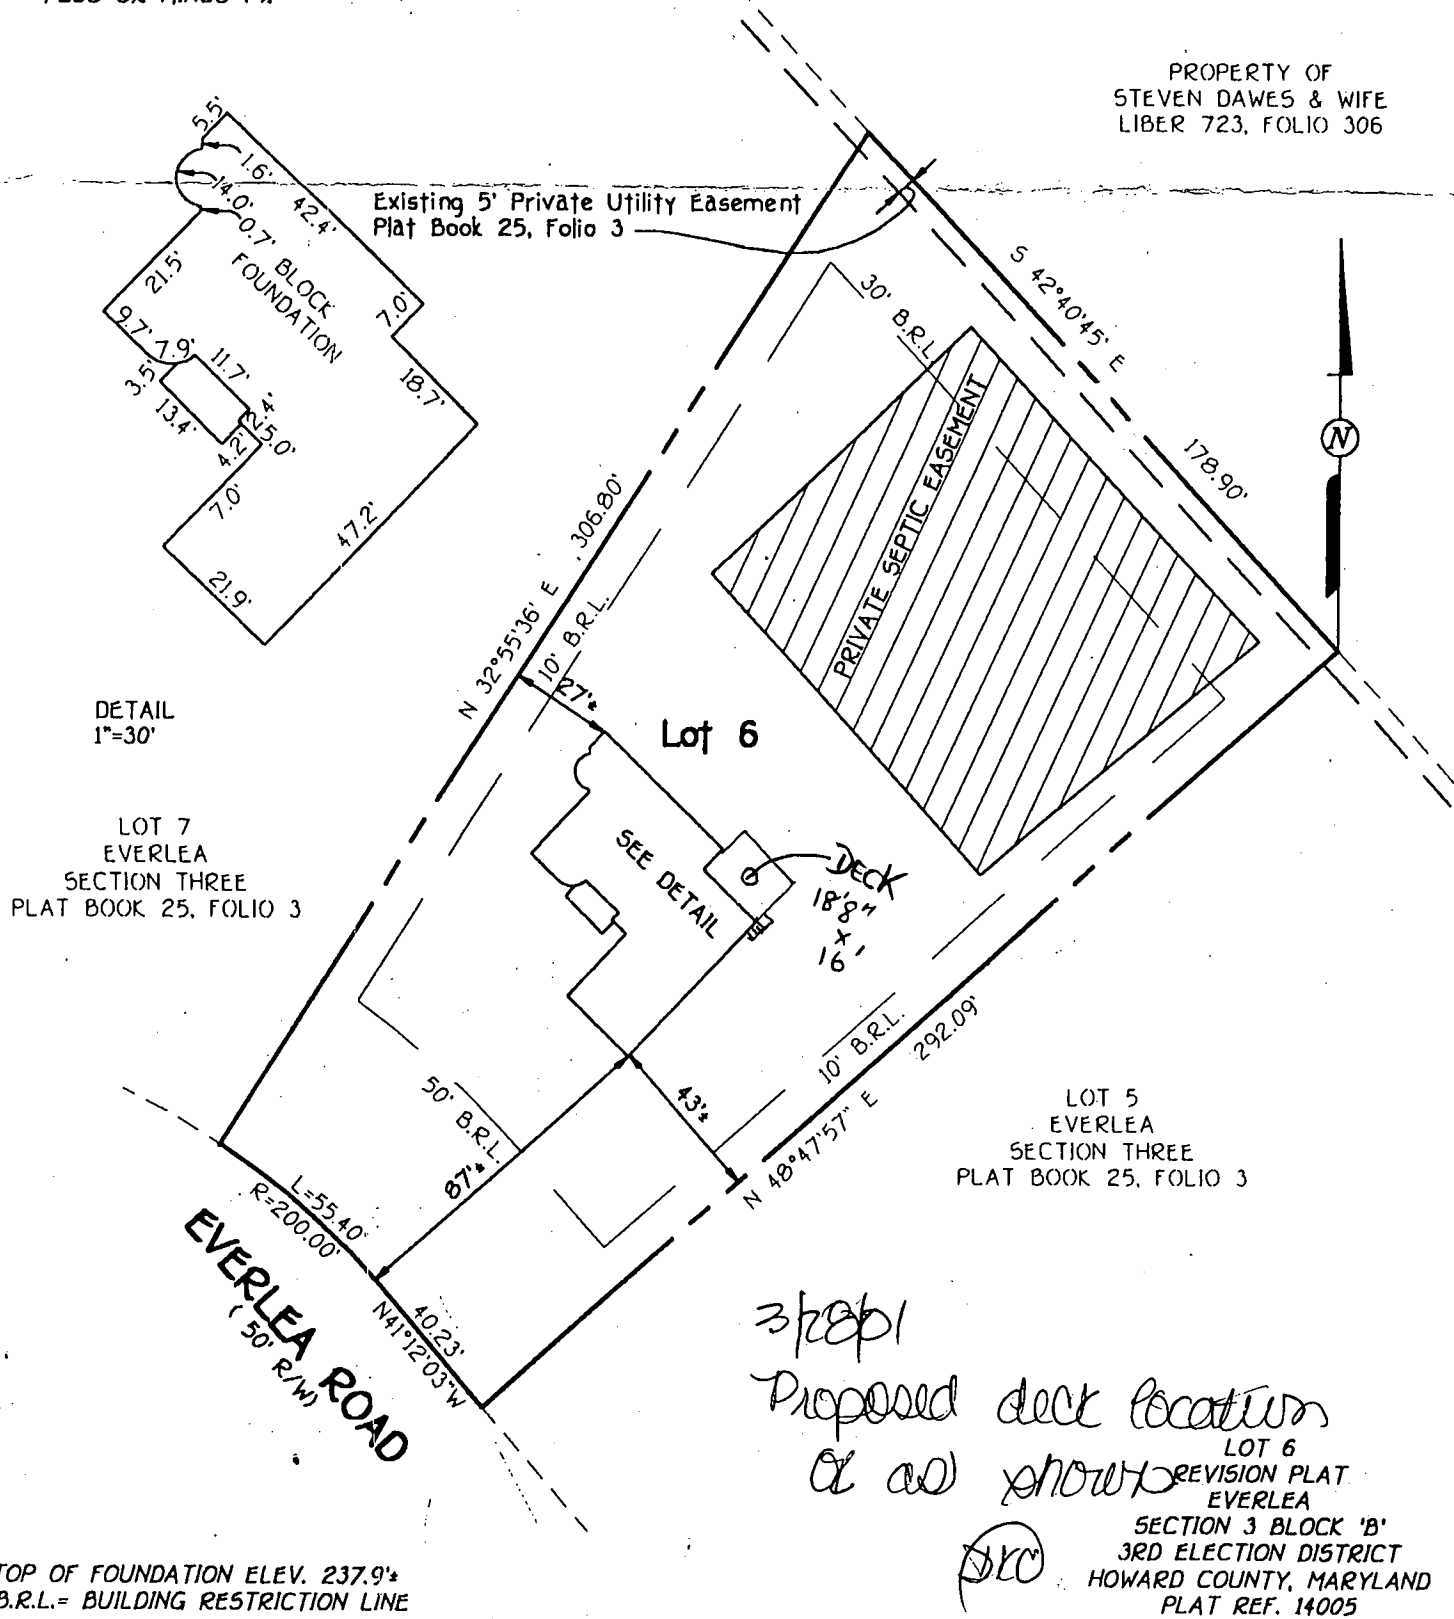 PROPERTY OF
STEVEN DAWES & WIFE
LIBER 723, FOLIO 306
Existing 5' Private Utility Easement
Plat Book 25, Folio 3
5.5'
1.6'
14.0'
0.7'
42.4'
BLOCK
FOUNDATION
21.5'
9.7'
7.9'
11.7'
3.5'
13.4'
2.4'
5.0'
4.2'
7.0'
7.0'
18.7'
47.2'
21.9'
DETAIL
1"=30'
S 42°40'45' E
178.90'
30' B.R.L.
N
PRIVATE SEPTIC EASEMENT
N 32°55'36' E 306.80'
10' B.R.L.
27'±
Lot 6
SEE DETAIL
DECK
18'8"
x
16'
LOT 7
EVERLEA
SECTION THREE
PLAT BOOK 25, FOLIO 3
50' B.R.L.
87'±
43'±
10' B.R.L.
N 48°47'57" E 292.09'
LOT 5
EVERLEA
SECTION THREE
PLAT BOOK 25, FOLIO 3
L=55.40'
R=200.00'
40.23'
N41°12'03"W
EVERLEA ROAD
( 50' R/W)
3/28/01
Proposed deck location
ok as shown
LOT 6
REVISION PLAT
EVERLEA
SECTION 3 BLOCK 'B'
3RD ELECTION DISTRICT
HOWARD COUNTY, MARYLAND
PLAT REF. 14005
TOP OF FOUNDATION ELEV. 237.9'±
B.R.L.= BUILDING RESTRICTION LINE